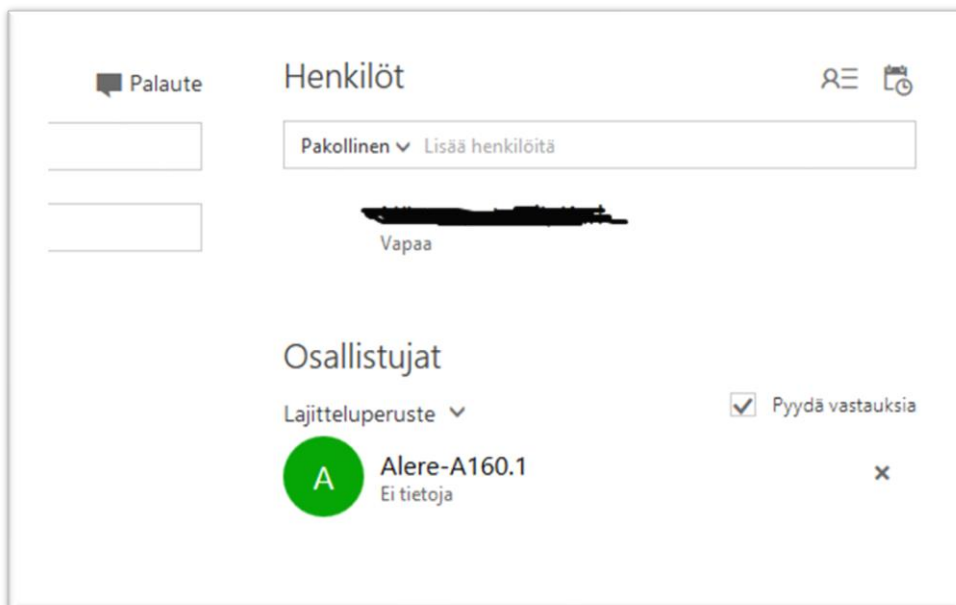 Palaute
Henkilöt
Pakollinen Lisää henkilöitä
Vapaa
Osallistujat
Lajitteluperuste
Pyydä vastauksia
A
Alere-A160.1
Ei tietoja